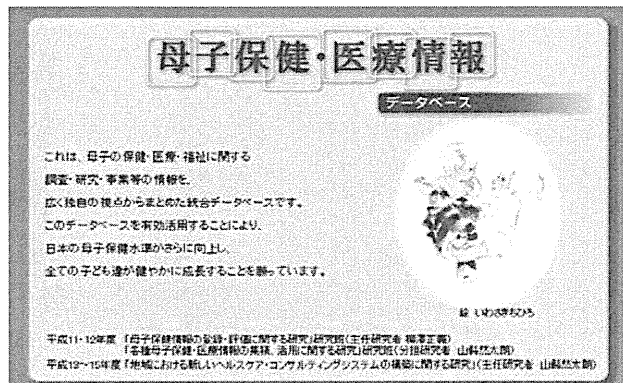 母子保健・医療情報
データベース
これは、母子の保健・医療・福祉に関する
調査・研究・事業等の情報を、
広く独自の視点からまとめた統合データベースです。
このデータベースを有効活用することにより、
日本の母子保健水準がさらに向上し、
全ての子ども達が健やかに成長することを願っています。
絵 いわさきちひろ
平成11・12年度 「母子保健情報の登録・評価に関する研究」研究班(主任研究者 柳澤正義)
「各種母子保健・医療情報の集積、活用に関する研究」研究班(分担研究者 山縣然太朗)
平成13~15年度 「地域における新しいヘルスケア・コンサルティングシステムの構築に関する研究」(主任研究者 山縣然太朗)